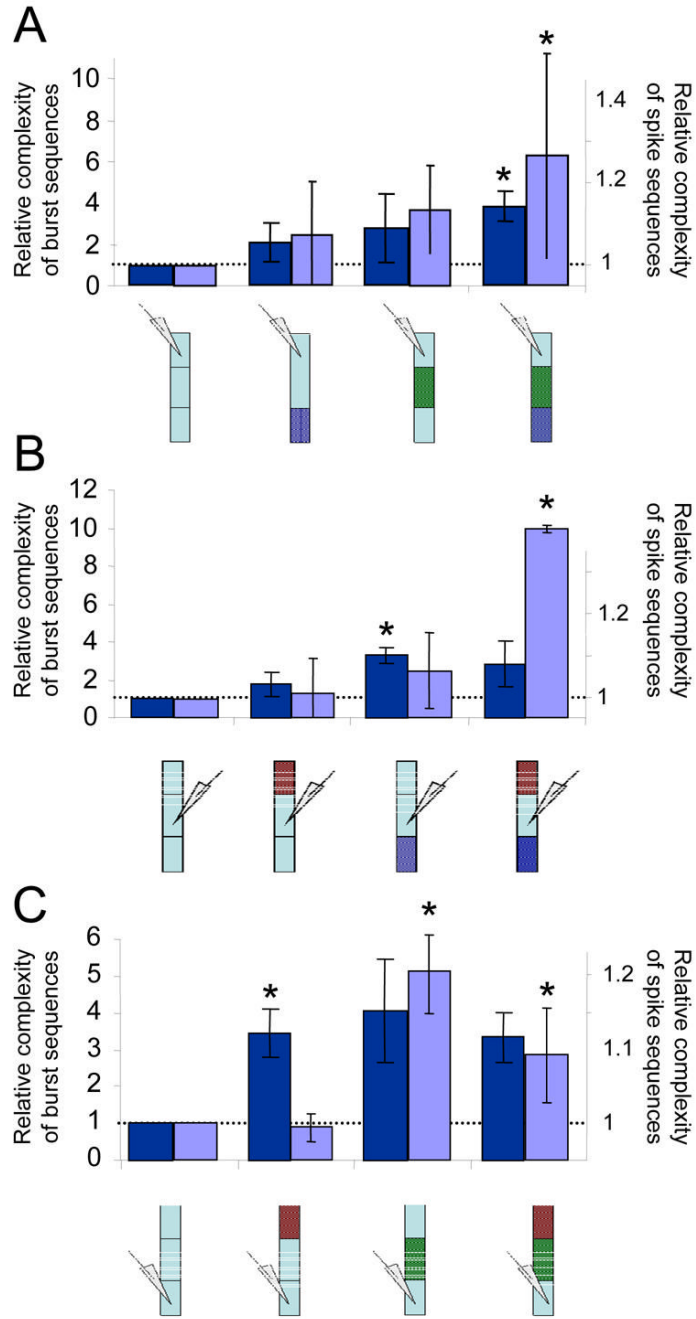 A
Relative complexity
of burst sequences
10
8
6
4
2
0
*
*
1.4
1.2
1
Relative complexity
of spike sequences
B
Relative complexity
of burst sequences
12
10
8
6
4
2
0
*
*
1.2
1
Relative complexity
of spike sequences
C
Relative complexity
of burst sequences
6
5
4
3
2
1
0
*
*
*
1.2
1.1
1
Relative complexity
of spike sequences